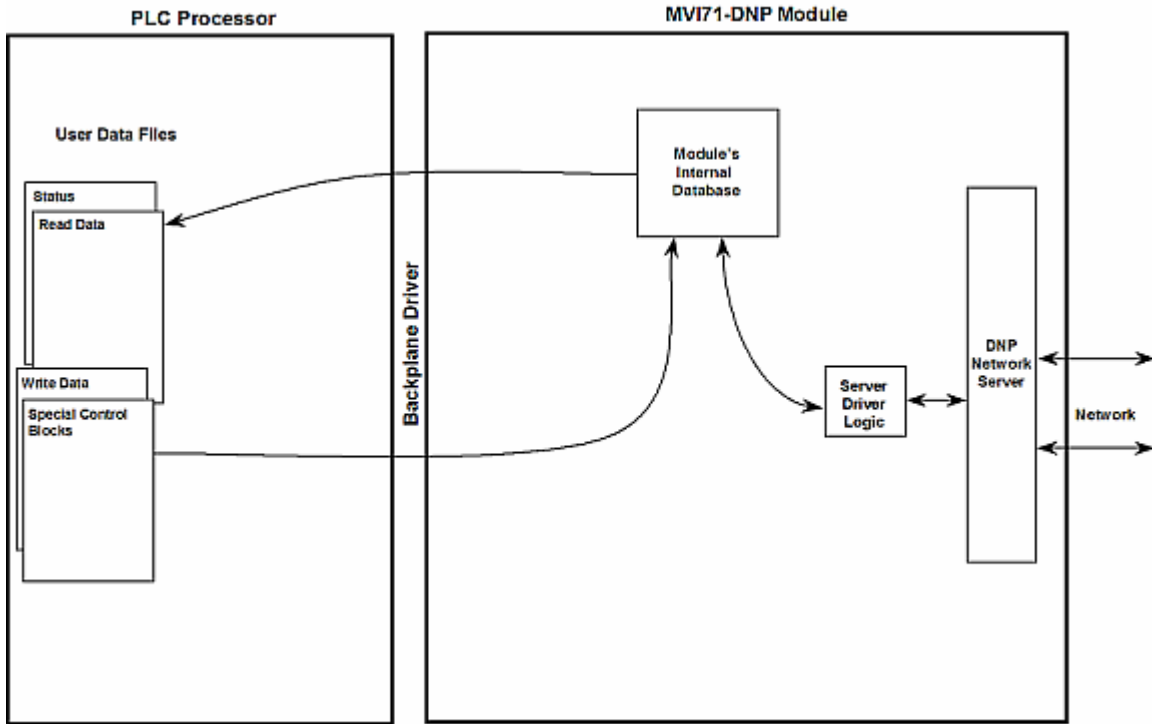 PLC Processor
MVI71-DNP Module
User Data Files
Status
Read Data
Write Data
Special Control
Blocks
Backplane Driver
Module's
Internal
Database
Server
Driver
Logic
DNP
Network
Server
Network